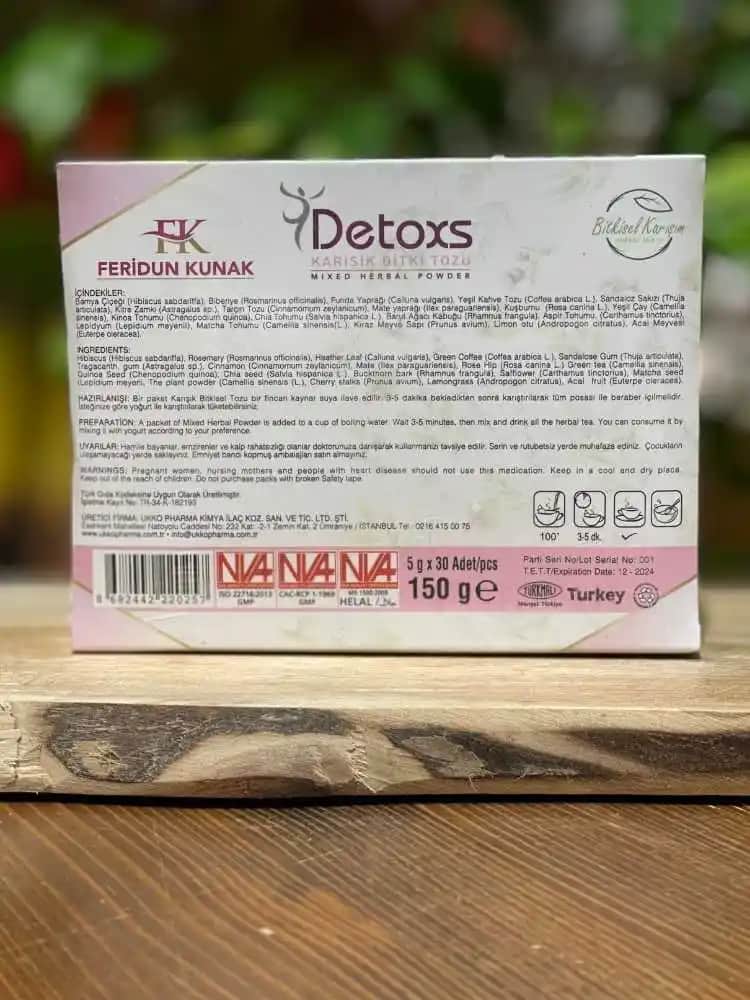 FK
FERİDUN KUNAK
Detoxs
KARIŞIK BİTKİ TOZU
MIXED HERBAL POWDER
Bitkisel Karışım
İÇİNDEKİLER:
Bamya Çiçeği (Hibiscus sabdariffa), Biberiye (Rosmarinus officinalis), Funda Yaprağı (Calluna vulgaris), Yeşil Kahve Tozu (Coffea arabica L.), Sandaloz Sakızı (Thuja
articulata), Kitre Zamkı (Astragalus sp.), Tarçın Tozu (Cinnamomum zeylanicum), Mate yaprağı (Ilex paraguariensis), Kuşburnu (Rosa canina L.), Yeşil Çay (Camellia
sinensis), Kinoa Tohumu (Chenopodium quinoa), Chia Tohumu (Salvia hispanica L.), Barut Ağacı Kabuğu (Rhamnus frangula), Aspir Tohumu, (Carthamus tinctorius),
Lepidyum (Lepidium meyenii), Matcha Tohumu (Camellia sinensis(L.), Kiraz Meyve Sapı (Prunus avium), Limon otu (Andropogon citratus), Acai Meyvesi
(Euterpe oleracea).
INGREDIENTS:
Hibiscus (Hibiscus sabdariffa), Rosemery (Rosmarinus officinalis), Heather Leaf (Calluna vulgaris), Green Coffee (Coffea arabica L.), Sandalose Gum (Thuja articulata),
Tragacanth, gum (Astragelus sp.), Cinnamon (Cinnamomum zeylanicum), Mate (Ilex paraguariensis), Rose Hip (Rosa canina L.) Green tea (Camellia sinensis),
Quinoa Seed (Chenopodium quinoa), Chia seed (Salvia hispanica L.), Buckthorn bark (Rhamnus frangula), Safflower (Carthamus tinctorius), Matcha seed
(Lepidium meyeni, The plant powder (Camellia sinensis (L.), Cherry stalks (Prunus avium), Lemongrass (Andropogon citratus), Acai fruit (Euterpe oleracea).
HAZIRLANIŞI: Bir paket Karışık Bitkisel Tozu bir fincan kaynar suya ilave edilir. 3-5 dakika bekledikten sonra karıştırılarak tüm posası ile beraber içilmelidir.
İsteğinize göre yoğurt ile karıştırılarak tüketebilirsiniz.
PREPARATION: A packet of Mixed Herbal Powder is added to a cup of boiling water. Wait 3-5 minutes, then mix and drink all the herbal tea. You can consume it by
mixing it with yogurt according to your preference.
UYARILAR: Hamile bayanlar, emzirenler ve kalp rahatsızlığı olanlar doktorunuza danışarak kullanmanızı tavsiye edilir. Serin ve rutubetsiz yerde muhafaza ediniz. Çocukların
ulaşamayacağı yerde saklayınız. Emniyet bandı kopmuş ambalajları satın almayınız.
WARNINGS: Pregnant women, nursing mothers and people with heart disease should not use this medication. Keep in a cool and dry place.
Keep out of the reach of children. Do not purchase packs with broken Safety tape.
Türk Gıda Kodeksine Uygun Olarak Üretilmiştir.
İşletme Kayıt No: TR-34-K-182193
ÜRETİCİ FİRMA: UKKO PHARMA KİMYA İLAÇ KOZ. SAN. VE TİC. LTD. ŞTİ.
Esenkent Mahallesi Natoyolu Caddesi No: 232 Kat: -2-1 Zemin Kat, 2 Ümraniye / İSTANBUL Tel : 0216 415 00 75
www.ukkopharma.com.tr • info@ukkopharma.com.tr
100° 3-5 dk.
8 682442 220257
NVA NVA NVA
ISO 22716:2013 GMP
CAC-RCP 1-1969 GMP
MS 1500:2009 HELAL / حلال
5 g x 30 Adet/pcs
150 g e
Parti Seri No/Lot Serial No: 001
T.E.T.T/Expiration Date: 12 - 2024
TÜRKMALI
Menşei Türkiye
Turkey